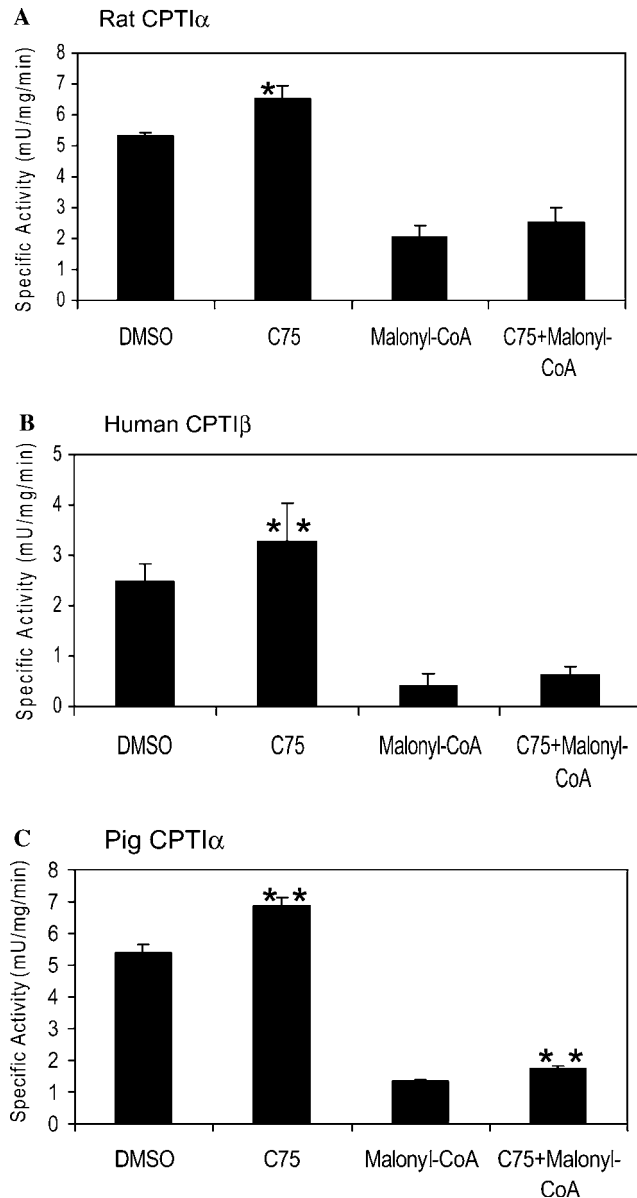 A Rat CPTIα
Specific Activity (mU/mg/min)
8
7
6
5
4
3
2
1
0
*
DMSO C75 Malonyl-CoA C75+Malonyl-
CoA
B Human CPTIβ
Specific Activity (mU/mg/min)
5
4
3
2
1
0
* *
DMSO C75 Malonyl-CoA C75+Malonyl-
CoA
C Pig CPTIα
Specific Activity (mU/mg/min)
8
7
6
5
4
3
2
1
0
* *
* *
DMSO C75 Malonyl-CoA C75+Malonyl-
CoA